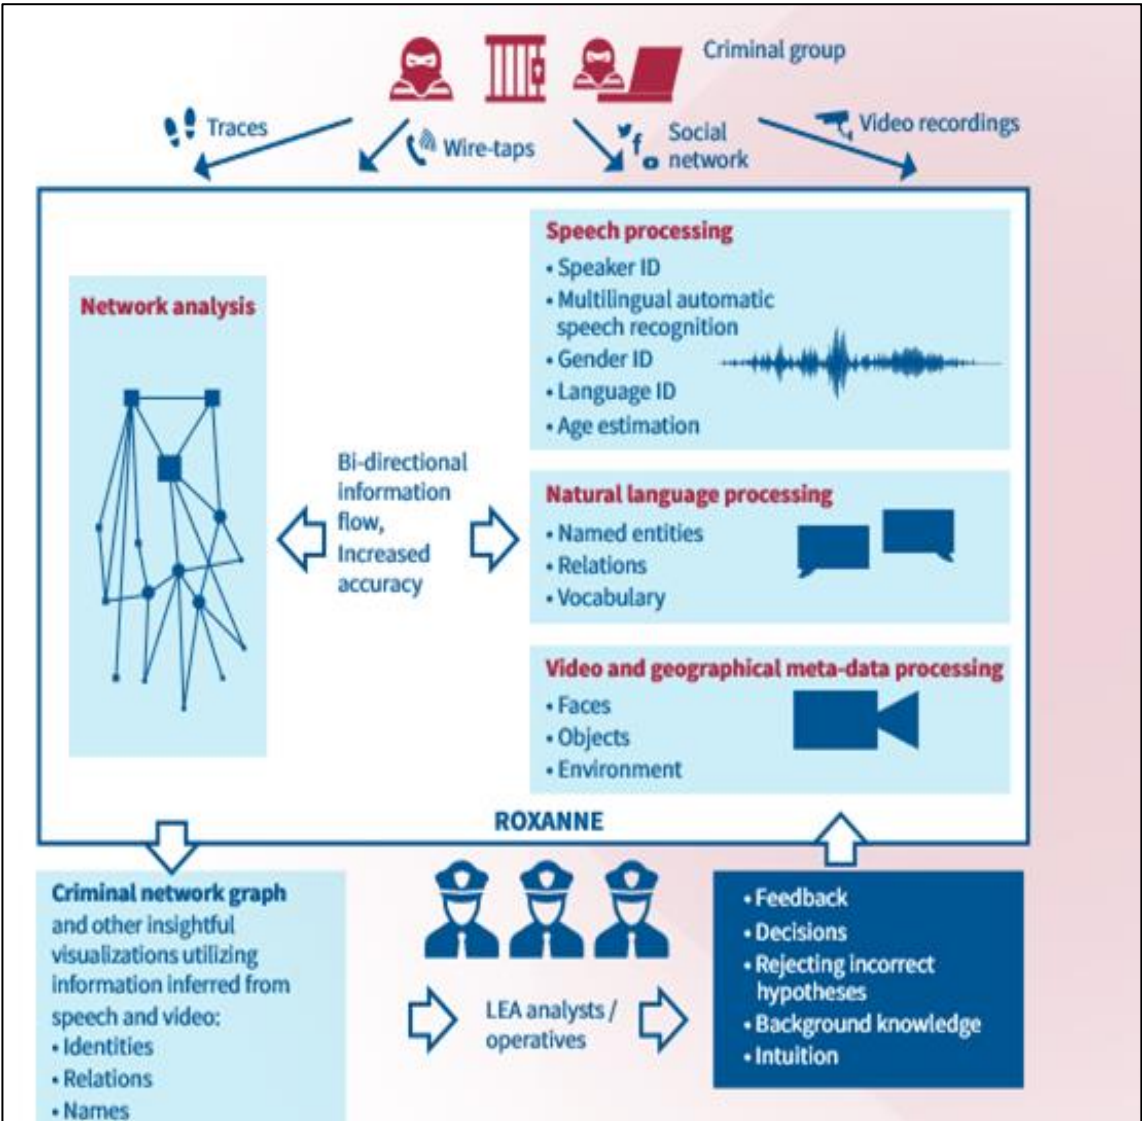 Criminal group
Traces
Wire-taps
Social
network
Video recordings
Network analysis
Bi-directional
information
flow,
Increased
accuracy
Speech processing
• Speaker ID
• Multilingual automatic
speech recognition
• Gender ID
• Language ID
• Age estimation
Natural language processing
• Named entities
• Relations
• Vocabulary
Video and geographical meta-data processing
• Faces
• Objects
• Environment
ROXANNE
Criminal network graph
and other insightful
visualizations utilizing
information inferred from
speech and video:
• Identities
• Relations
• Names
LEA analysts /
operatives
• Feedback
• Decisions
• Rejecting incorrect
hypotheses
• Background knowledge
• Intuition